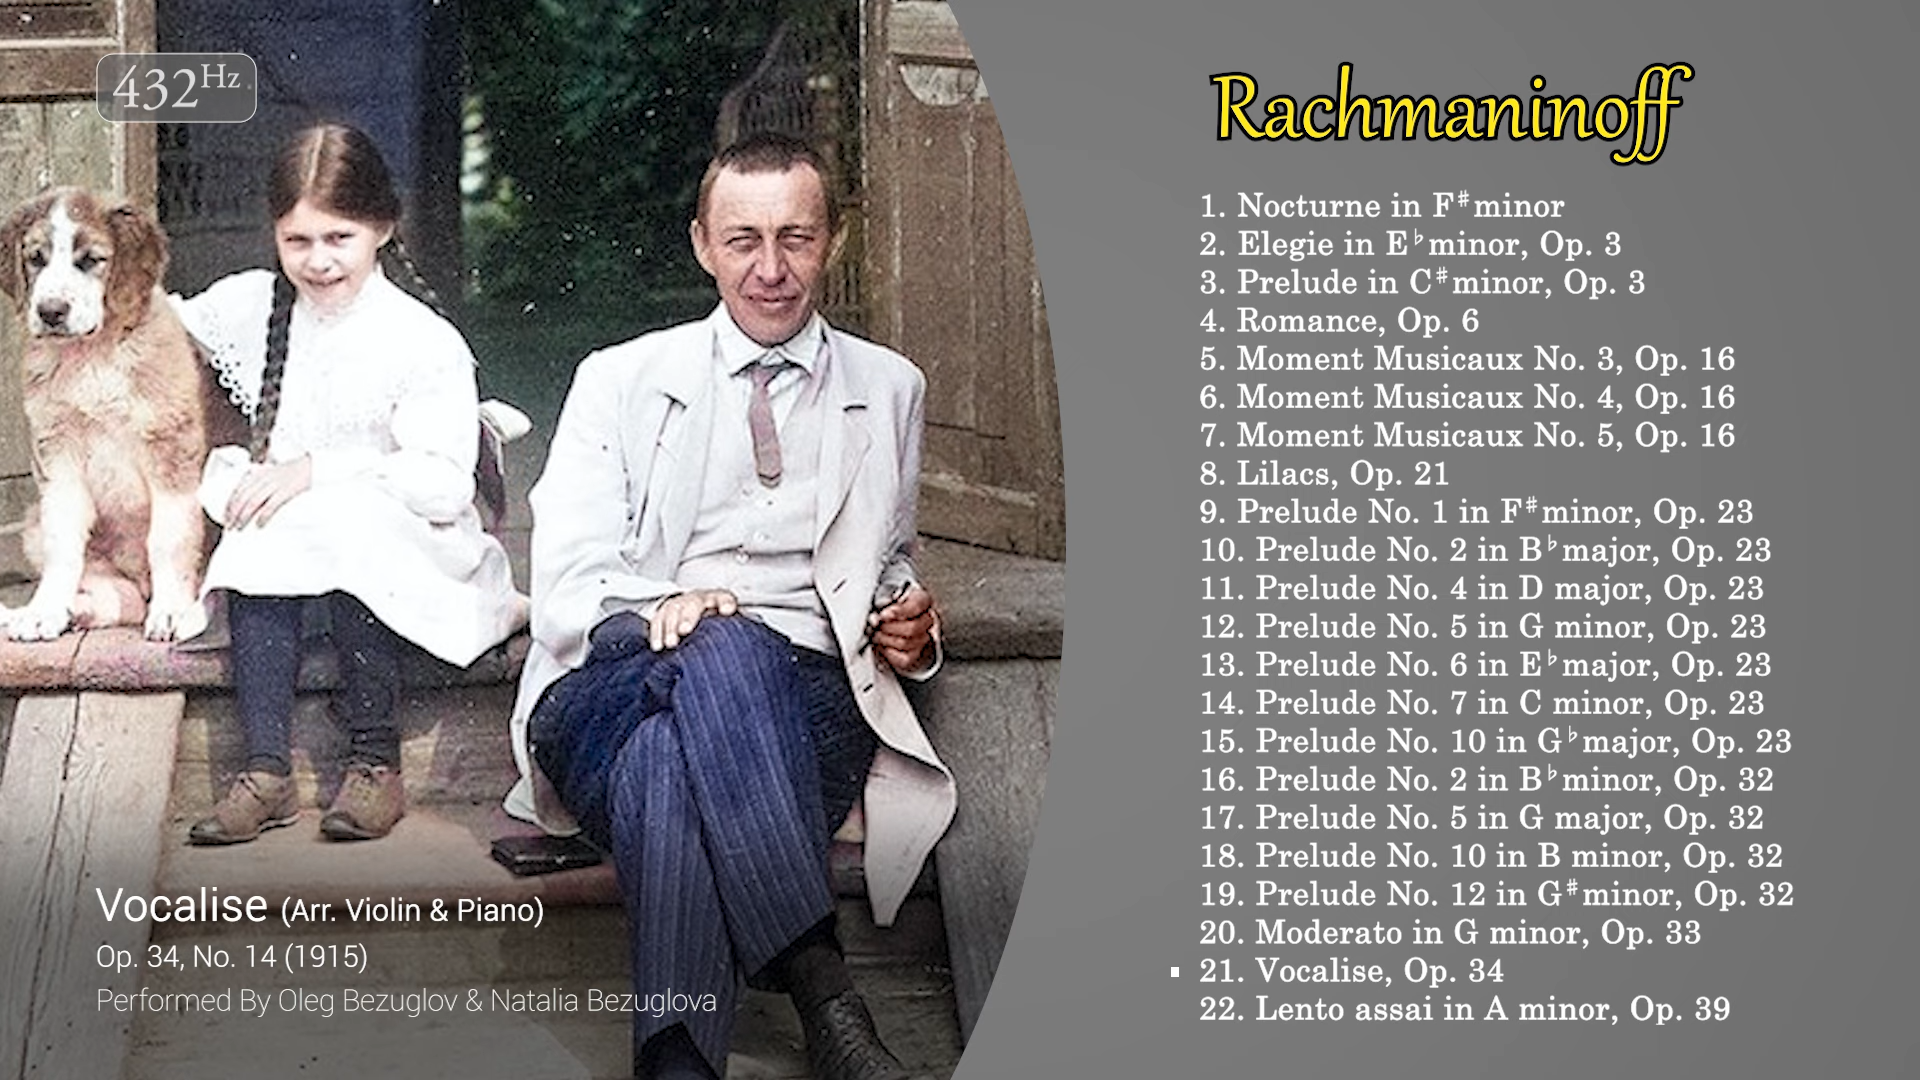 432Hz
Vocalise (Arr. Violin & Piano)
Op. 34, No. 14 (1915)
Performed By Oleg Bezuglov & Natalia Bezuglova
Rachmaninoff
1. Nocturne in F♯minor
2. Elegie in E♭minor, Op. 3
3. Prelude in C♯minor, Op. 3
4. Romance, Op. 6
5. Moment Musicaux No. 3, Op. 16
6. Moment Musicaux No. 4, Op. 16
7. Moment Musicaux No. 5, Op. 16
8. Lilacs, Op. 21
9. Prelude No. 1 in F♯minor, Op. 23
10. Prelude No. 2 in B♭major, Op. 23
11. Prelude No. 4 in D major, Op. 23
12. Prelude No. 5 in G minor, Op. 23
13. Prelude No. 6 in E♭major, Op. 23
14. Prelude No. 7 in C minor, Op. 23
15. Prelude No. 10 in G♭major, Op. 23
16. Prelude No. 2 in B♭minor, Op. 32
17. Prelude No. 5 in G major, Op. 32
18. Prelude No. 10 in B minor, Op. 32
19. Prelude No. 12 in G♯minor, Op. 32
20. Moderato in G minor, Op. 33
21. Vocalise, Op. 34
22. Lento assai in A minor, Op. 39